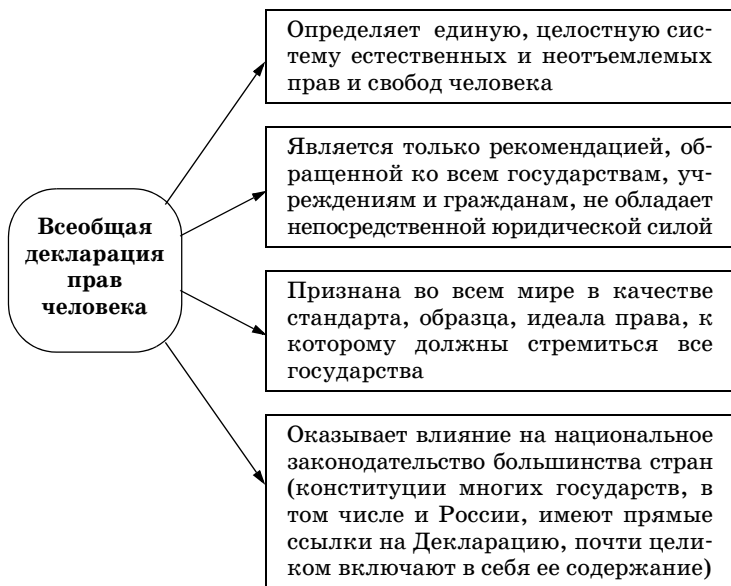 Определяет единую, целостную сис-
тему естественных и неотъемлемых
прав и свобод человека
Является только рекомендацией, об-
ращенной ко всем государствам, уч-
реждениям и гражданам, не обладает
непосредственной юридической силой
Всеобщая
декларация
прав
человека
Признана во всем мире в качестве
стандарта, образца, идеала права, к
которому должны стремиться все
государства
Оказывает влияние на национальное
законодательство большинства стран
(конституции многих государств, в
том числе и России, имеют прямые
ссылки на Декларацию, почти цели-
ком включают в себя ее содержание)